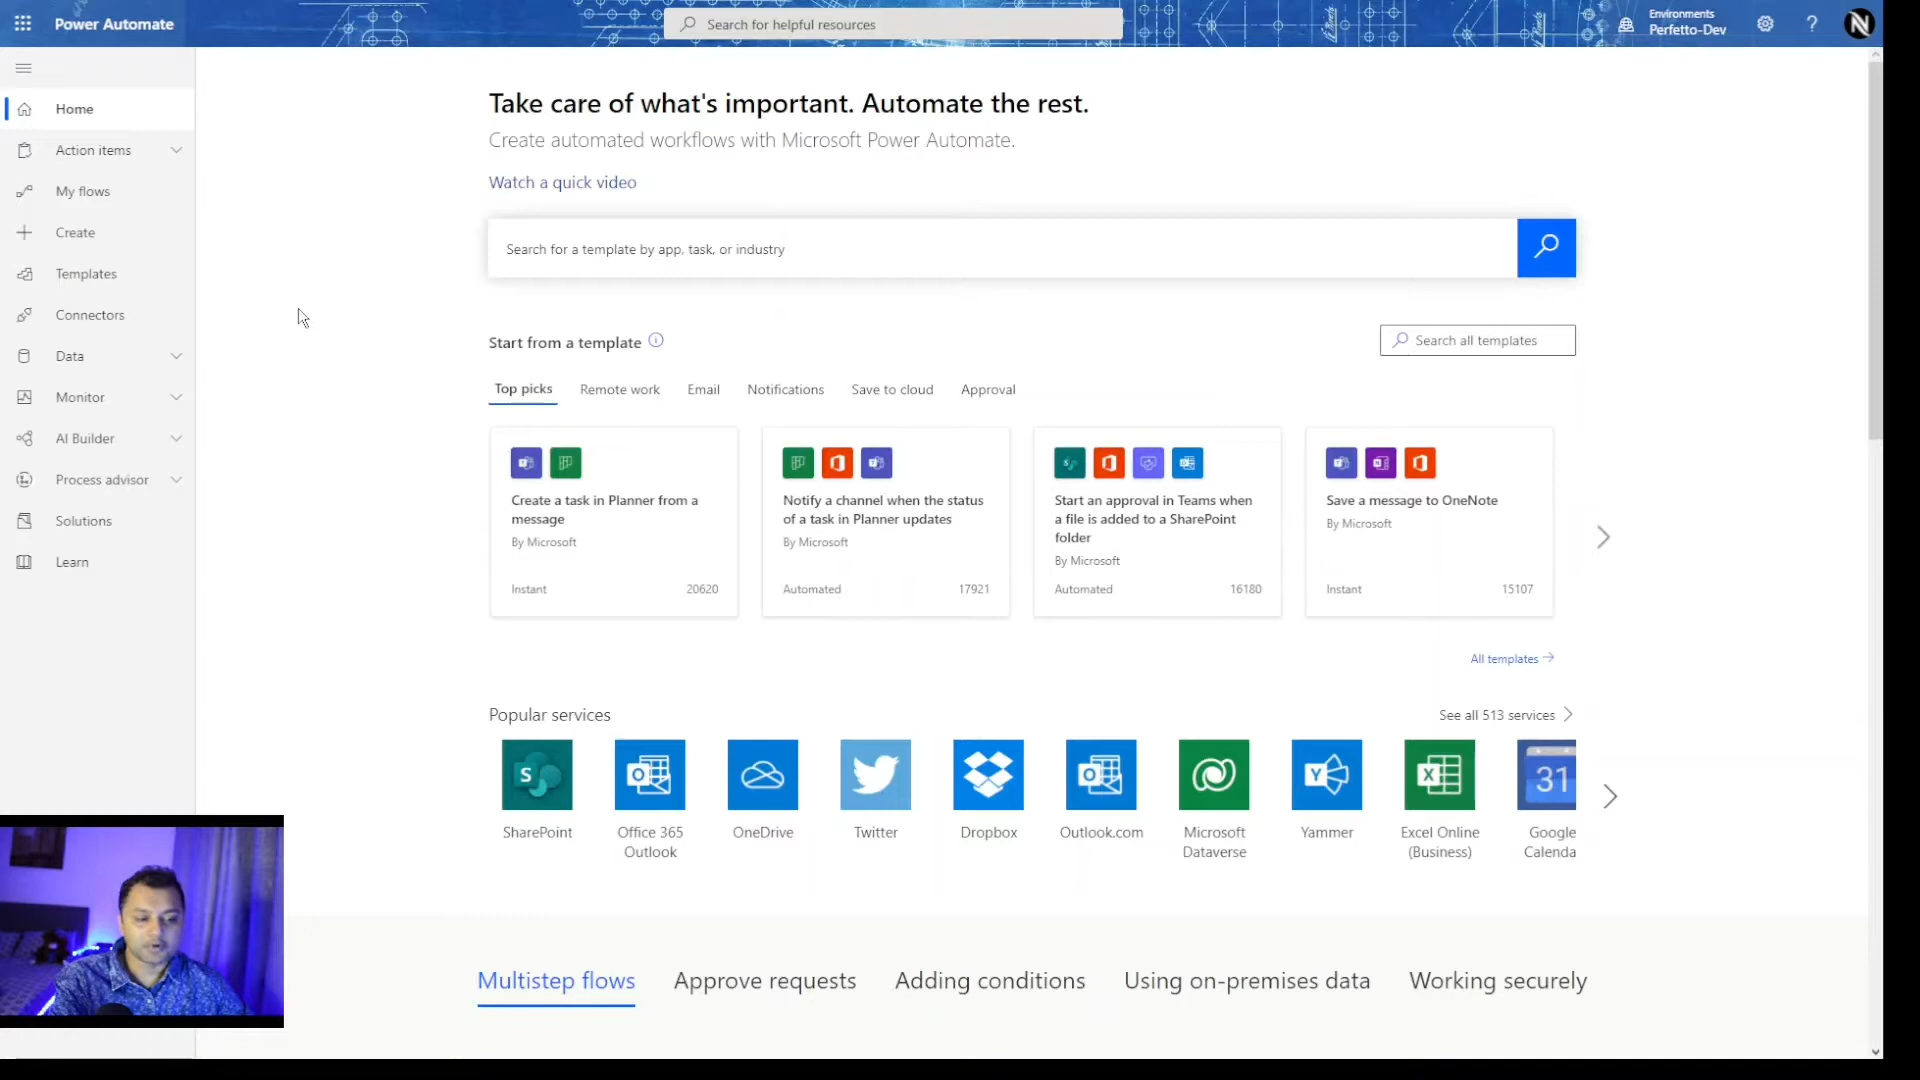 Power Automate
Search for helpful resources
Environments
Perfetto-Dev
?
N
Home
Action items
My flows
Create
Templates
Connectors
Data
Monitor
AI Builder
Process advisor
Solutions
Learn
Take care of what's important. Automate the rest.
Create automated workflows with Microsoft Power Automate.
Watch a quick video
Search for a template by app, task, or industry
Start from a template
Search all templates
Top picks
Remote work
Email
Notifications
Save to cloud
Approval
Create a task in Planner from a
message
By Microsoft
Instant
20620
Notify a channel when the status
of a task in Planner updates
By Microsoft
Automated
17921
Start an approval in Teams when
a file is added to a SharePoint
folder
By Microsoft
Automated
16180
Save a message to OneNote
By Microsoft
Instant
15107
All templates
Popular services
See all 513 services
SharePoint
Office 365
Outlook
OneDrive
Twitter
Dropbox
Outlook.com
Microsoft
Dataverse
Yammer
Excel Online
(Business)
31
Google
Calenda
Multistep flows
Approve requests
Adding conditions
Using on-premises data
Working securely